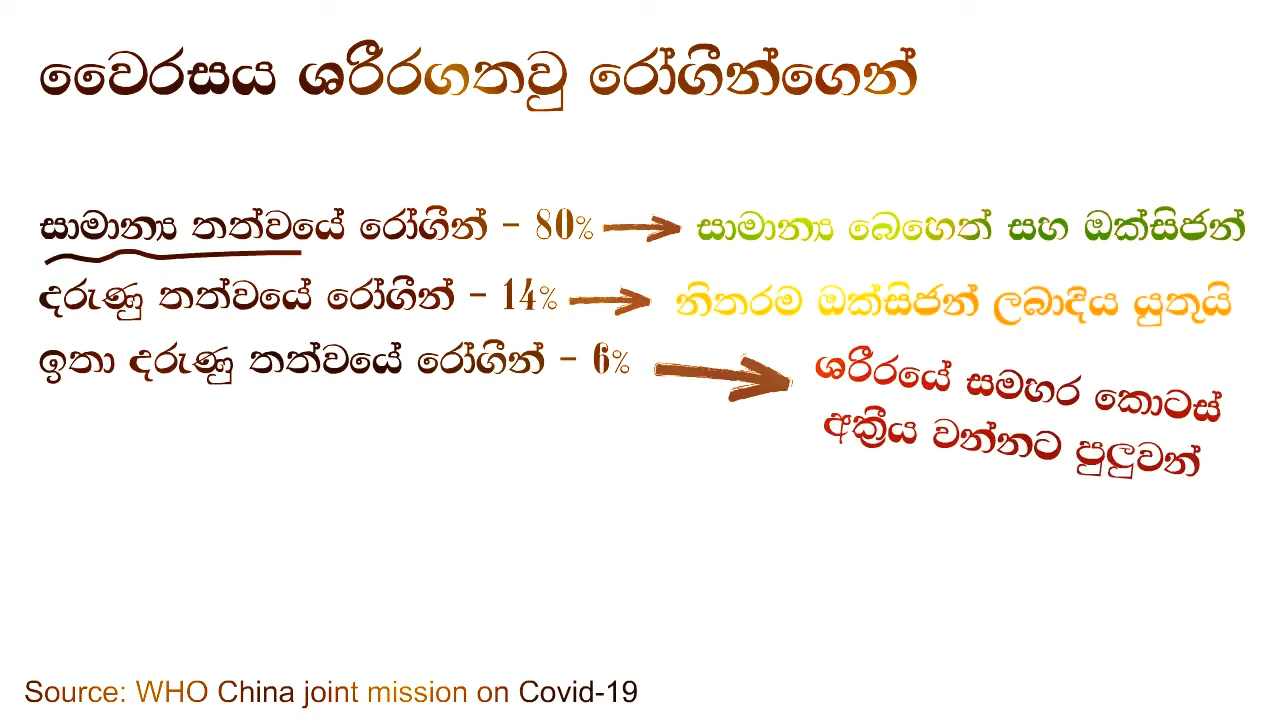 වෛරසය ශරීරගතවු රෝගීන්ගෙන්
සාමාන්‍ය තත්වයේ රෝගීන් - 80% සාමාන්‍ය බෙහෙත් සහ ඔක්සිජන්
දරුණු තත්වයේ රෝගීන් - 14% නිතරම ඔක්සිජන් ලබාදිය යුතුයි
ඉතා දරුණු තත්වයේ රෝගීන් - 6% ශරීරයේ සමහර කොටස්
අක්‍රීය වන්නට පුලුවන්
Source: WHO China joint mission on Covid-19